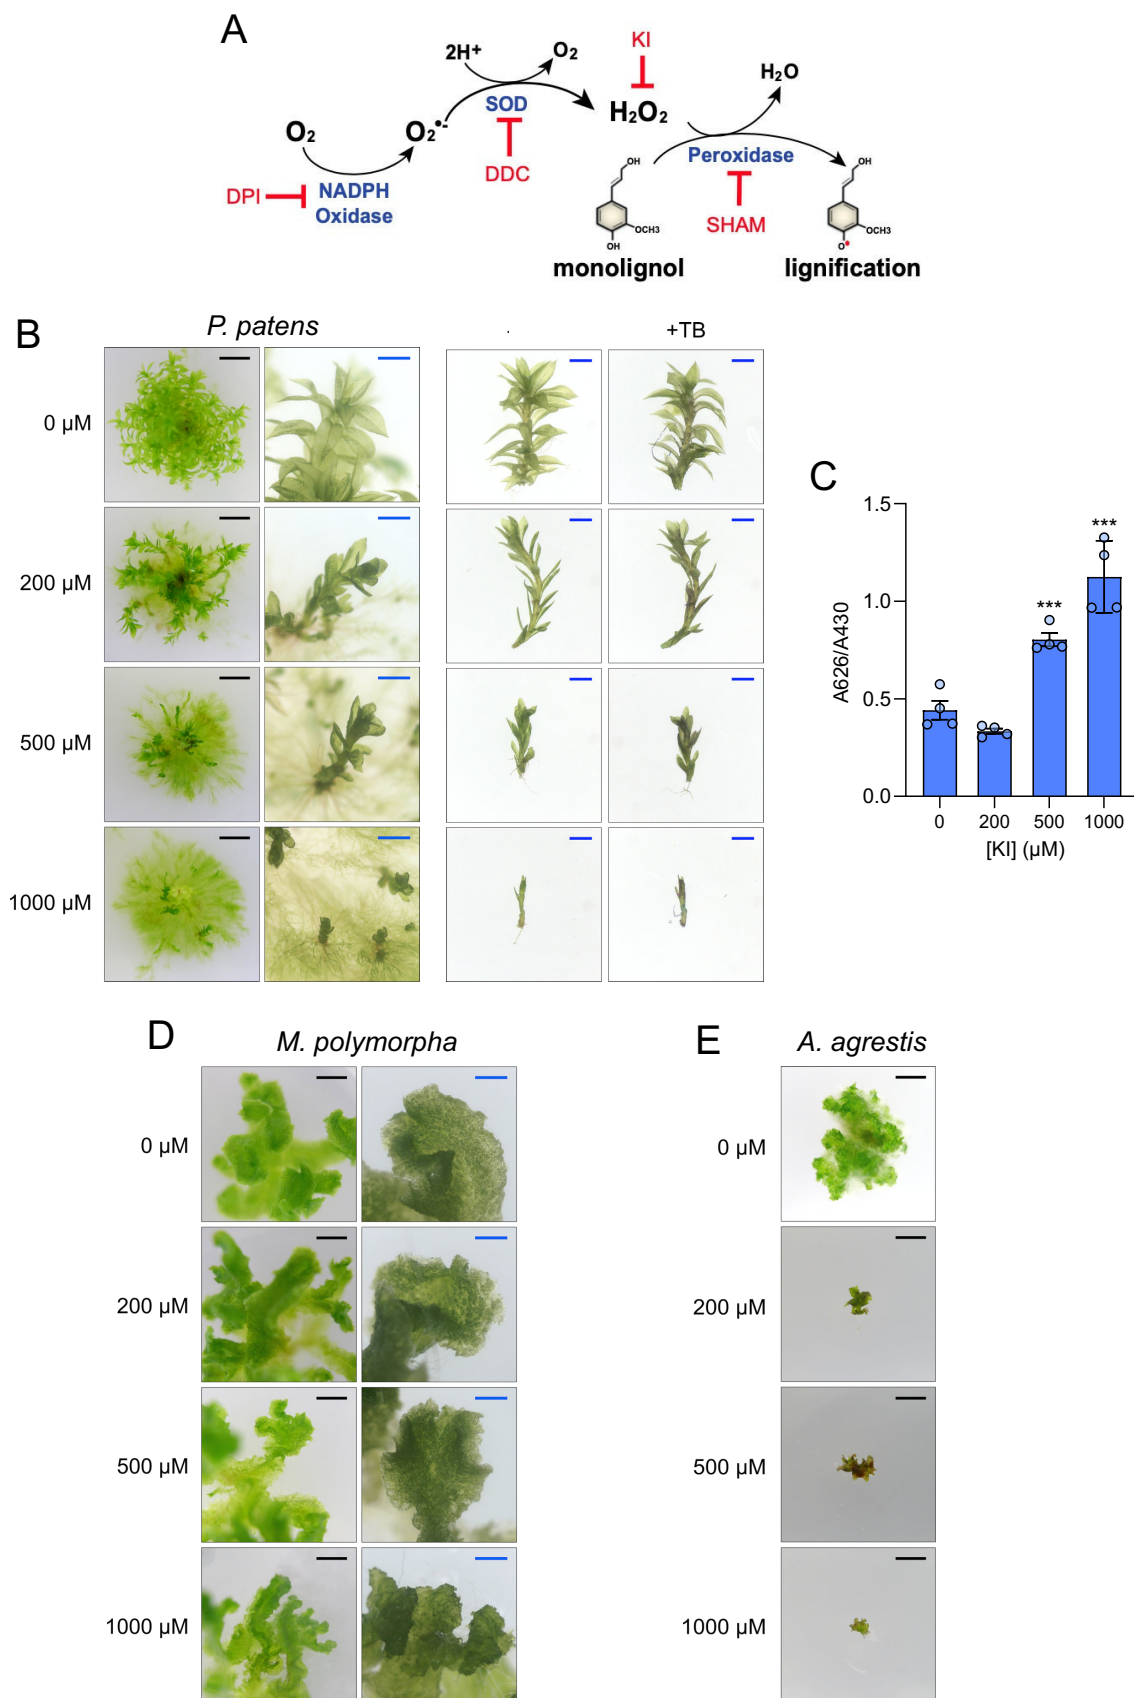 A
2H+
O2
KI
H2O
SOD
H2O2
O2
O2•-
Peroxidase
DPI
NADPH
Oxidase
DDC
OH
OH
OCH3
OH
SHAM
OCH3
O
monolignol
lignification
B
P. patens
+TB
0 µM
200 µM
500 µM
1000 µM
C
A626/A430
1.5
1.0
0.5
0.0
***
***
0 200 500 1000
[KI] (µM)
D
M. polymorpha
0 µM
200 µM
500 µM
1000 µM
E
A. agrestis
0 µM
200 µM
500 µM
1000 µM